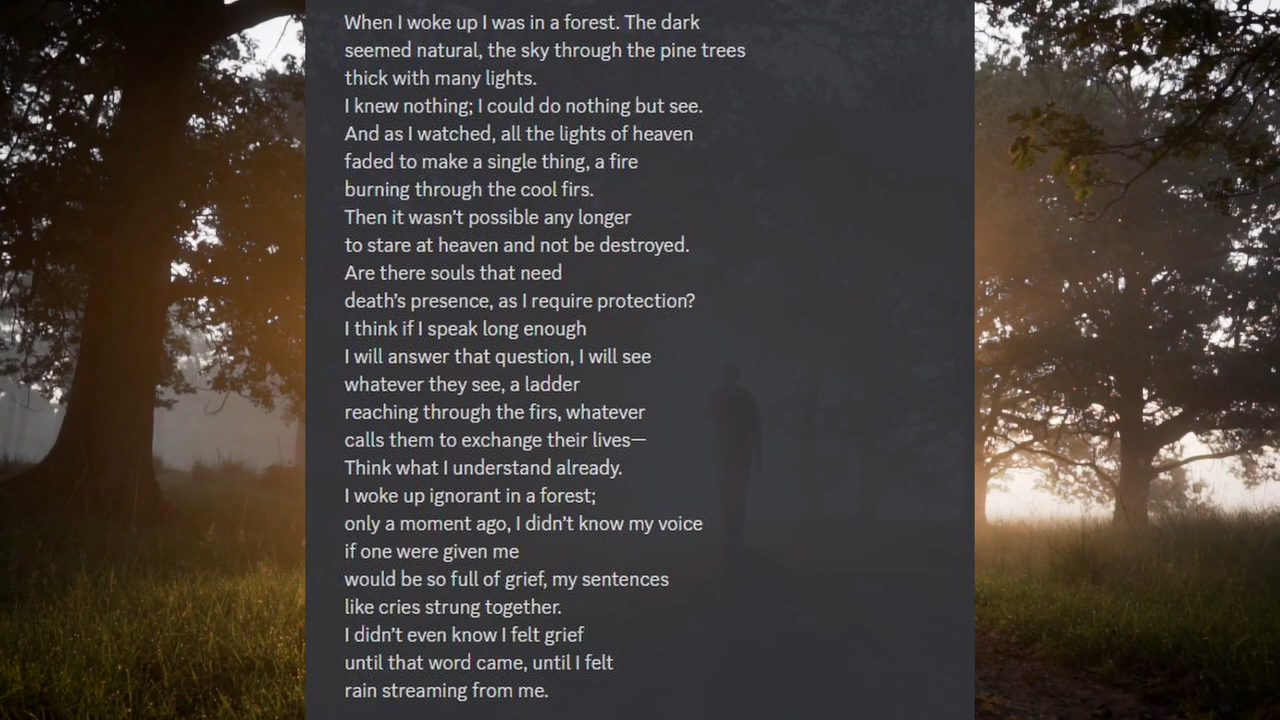 When I woke up I was in a forest. The dark
seemed natural, the sky through the pine trees
thick with many lights.
I knew nothing; I could do nothing but see.
And as I watched, all the lights of heaven
faded to make a single thing, a fire
burning through the cool firs.
Then it wasn’t possible any longer
to stare at heaven and not be destroyed.
Are there souls that need
death’s presence, as I require protection?
I think if I speak long enough
I will answer that question, I will see
whatever they see, a ladder
reaching through the firs, whatever
calls them to exchange their lives—
Think what I understand already.
I woke up ignorant in a forest;
only a moment ago, I didn’t know my voice
if one were given me
would be so full of grief, my sentences
like cries strung together.
I didn’t even know I felt grief
until that word came, until I felt
rain streaming from me.